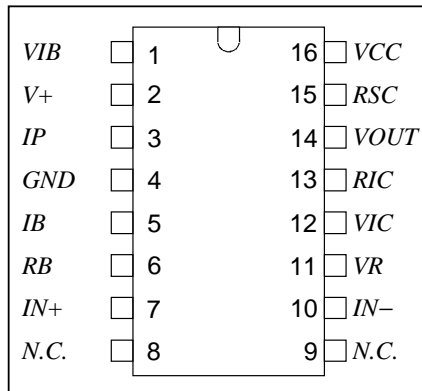 VIB 1 16 VCC
V+ 2 15 RSC
IP 3 14 VOUT
GND 4 13 RIC
IB 5 12 VIC
RB 6 11 VR
IN+ 7 10 IN−
N.C. 8 9 N.C.